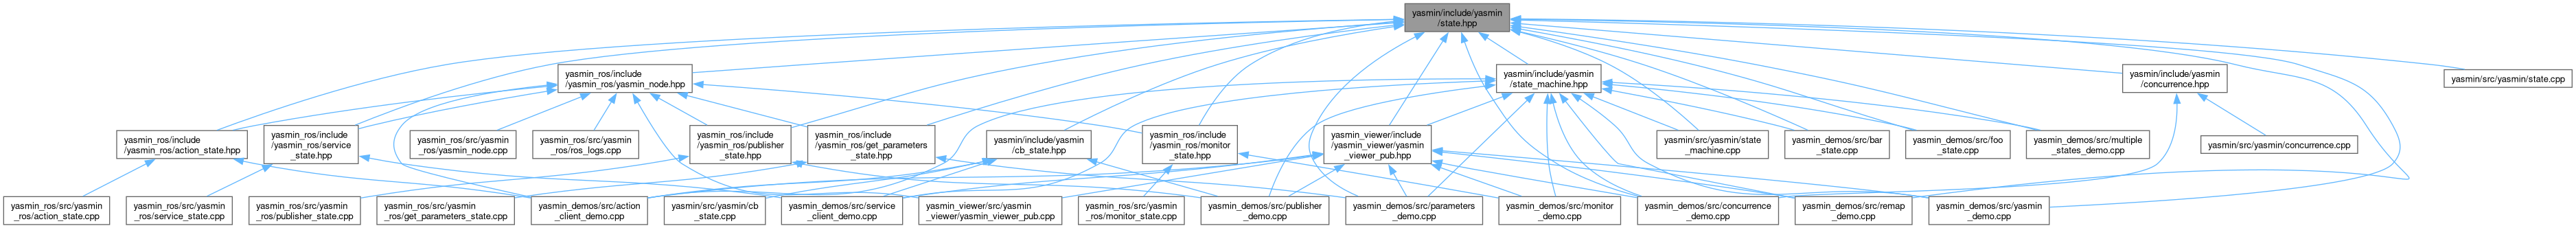 yasmin/include/yasmin
/state.hpp
yasmin_ros/include
/yasmin_ros/yasmin_node.hpp
yasmin/include/yasmin
/state_machine.hpp
yasmin/include/yasmin
/concurrence.hpp
yasmin/src/yasmin/state.cpp
yasmin_ros/include
/yasmin_ros/action_state.hpp
yasmin_ros/include
/yasmin_ros/service
_state.hpp
yasmin_ros/src/yasmin
_ros/yasmin_node.cpp
yasmin_ros/src/yasmin
_ros/ros_logs.cpp
yasmin_ros/include
/yasmin_ros/publisher
_state.hpp
yasmin_ros/include
/yasmin_ros/get_parameters
_state.hpp
yasmin/include/yasmin
/cb_state.hpp
yasmin_ros/include
/yasmin_ros/monitor
_state.hpp
yasmin_viewer/include
/yasmin_viewer/yasmin
_viewer_pub.hpp
yasmin/src/yasmin/state
_machine.cpp
yasmin_demos/src/bar
_state.cpp
yasmin_demos/src/foo
_state.cpp
yasmin_demos/src/multiple
_states_demo.cpp
yasmin/src/yasmin/concurrence.cpp
yasmin_ros/src/yasmin
_ros/action_state.cpp
yasmin_ros/src/yasmin
_ros/service_state.cpp
yasmin_ros/src/yasmin
_ros/publisher_state.cpp
yasmin_ros/src/yasmin
_ros/get_parameters_state.cpp
yasmin_demos/src/action
_client_demo.cpp
yasmin/src/yasmin/cb
_state.cpp
yasmin_demos/src/service
_client_demo.cpp
yasmin_viewer/src/yasmin
_viewer/yasmin_viewer_pub.cpp
yasmin_ros/src/yasmin
_ros/monitor_state.cpp
yasmin_demos/src/publisher
_demo.cpp
yasmin_demos/src/parameters
_demo.cpp
yasmin_demos/src/monitor
_demo.cpp
yasmin_demos/src/concurrence
_demo.cpp
yasmin_demos/src/remap
_demo.cpp
yasmin_demos/src/yasmin
_demo.cpp